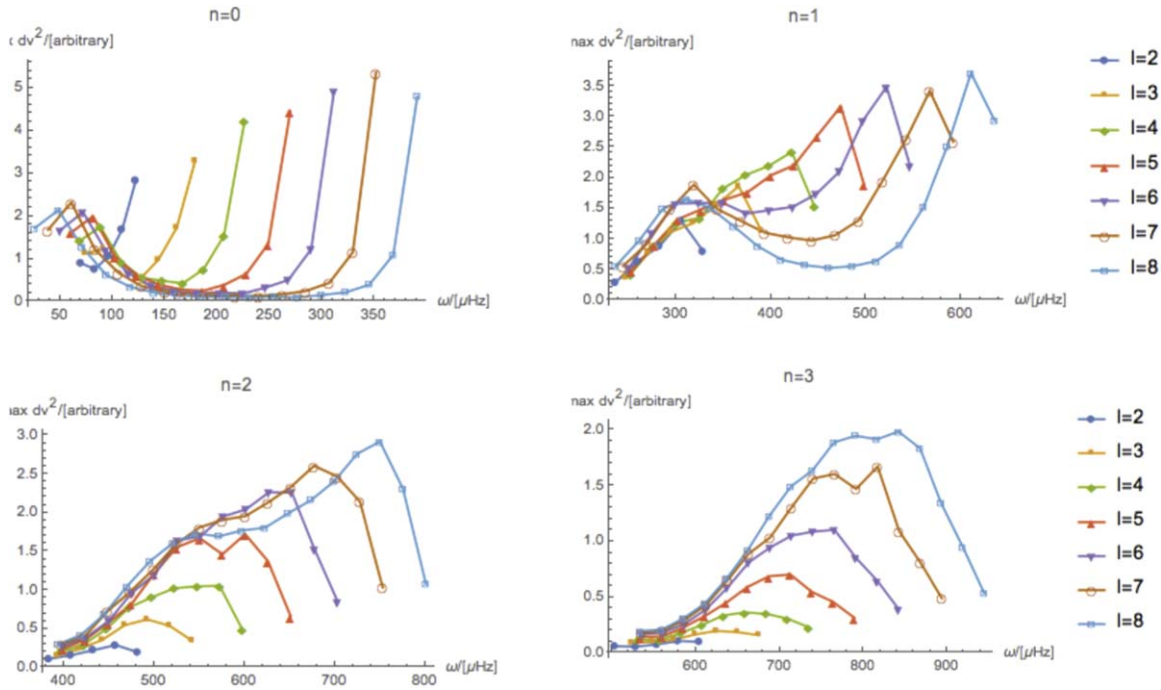 n=0
n=1
x dv²/[arbitrary]
max dv²/[arbitrary]
5
4
3
2
1
0
50 100 150 200 250 300 350
ω/[μHz]
3.5
3.0
2.5
2.0
1.5
1.0
0.5
0.0
300 400 500 600
ω/[μHz]
l=2
l=3
l=4
l=5
l=6
l=7
l=8
n=2
n=3
ax dv²/[arbitrary]
max dv²/[arbitrary]
3.0
2.5
2.0
1.5
1.0
0.5
0.0
400 500 600 700 800
ω/[μHz]
2.0
1.5
1.0
0.5
0.0
600 700 800 900
ω/[μHz]
l=2
l=3
l=4
l=5
l=6
l=7
l=8